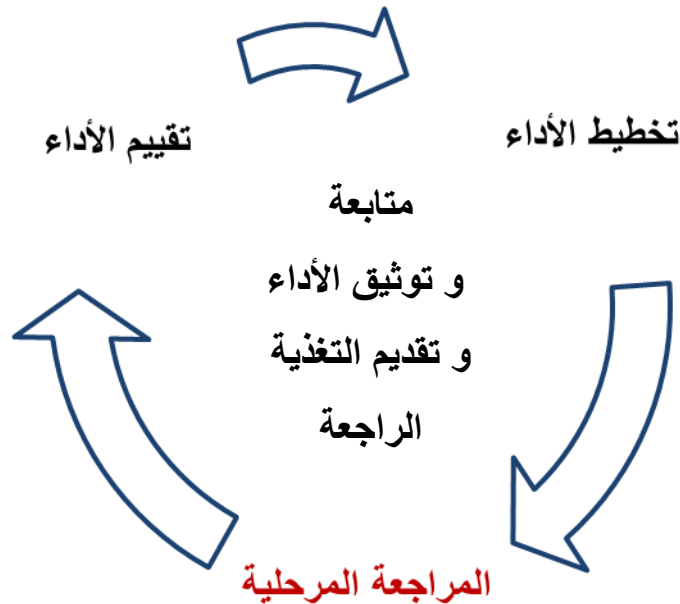 تخطيط الأداء
تقييم الأداء
متابعة
و توثيق الأداء
و تقديم التغذية
الراجعة
المراجعة المرحلية